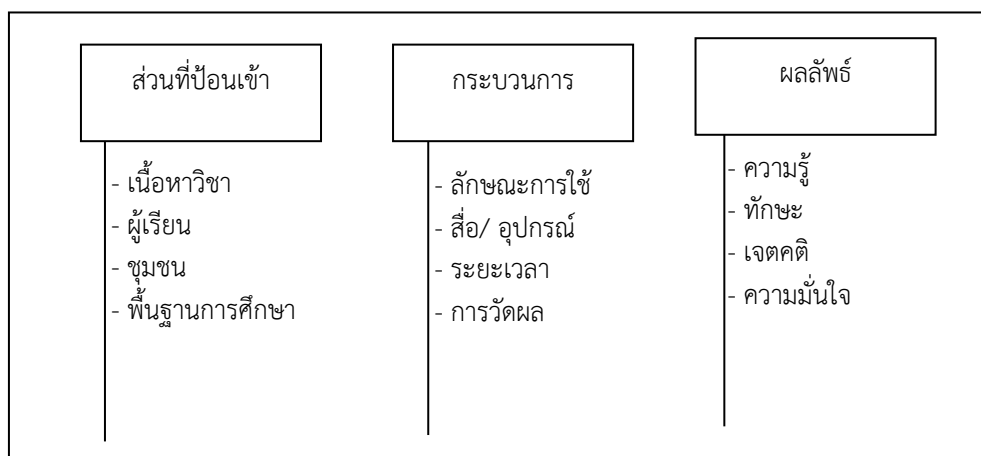 ส่วนที่ป้อนเข้า
- เนื้อหาวิชา
- ผู้เรียน
- ชุมชน
- พื้นฐานการศึกษา
กระบวนการ
- ลักษณะการใช้
- สื่อ/ อุปกรณ์
- ระยะเวลา
- การวัดผล
ผลลัพธ์
- ความรู้
- ทักษะ
- เจตคติ
- ความมั่นใจ